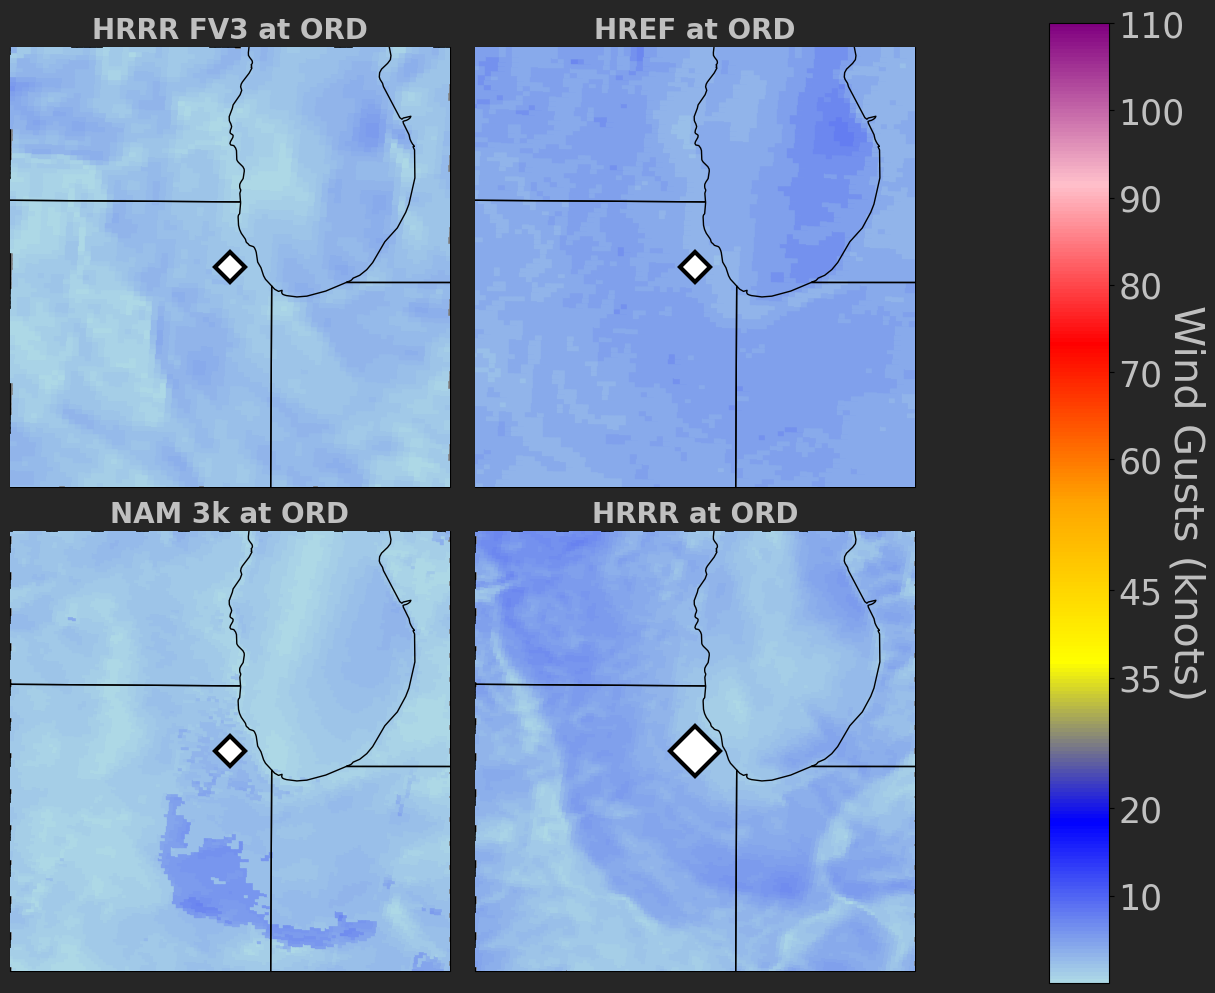 HRRR FV3 at ORD
HREF at ORD
NAM 3k at ORD
HRRR at ORD
110
100
90
80
70
60
45
35
20
10
Wind Gusts (knots)